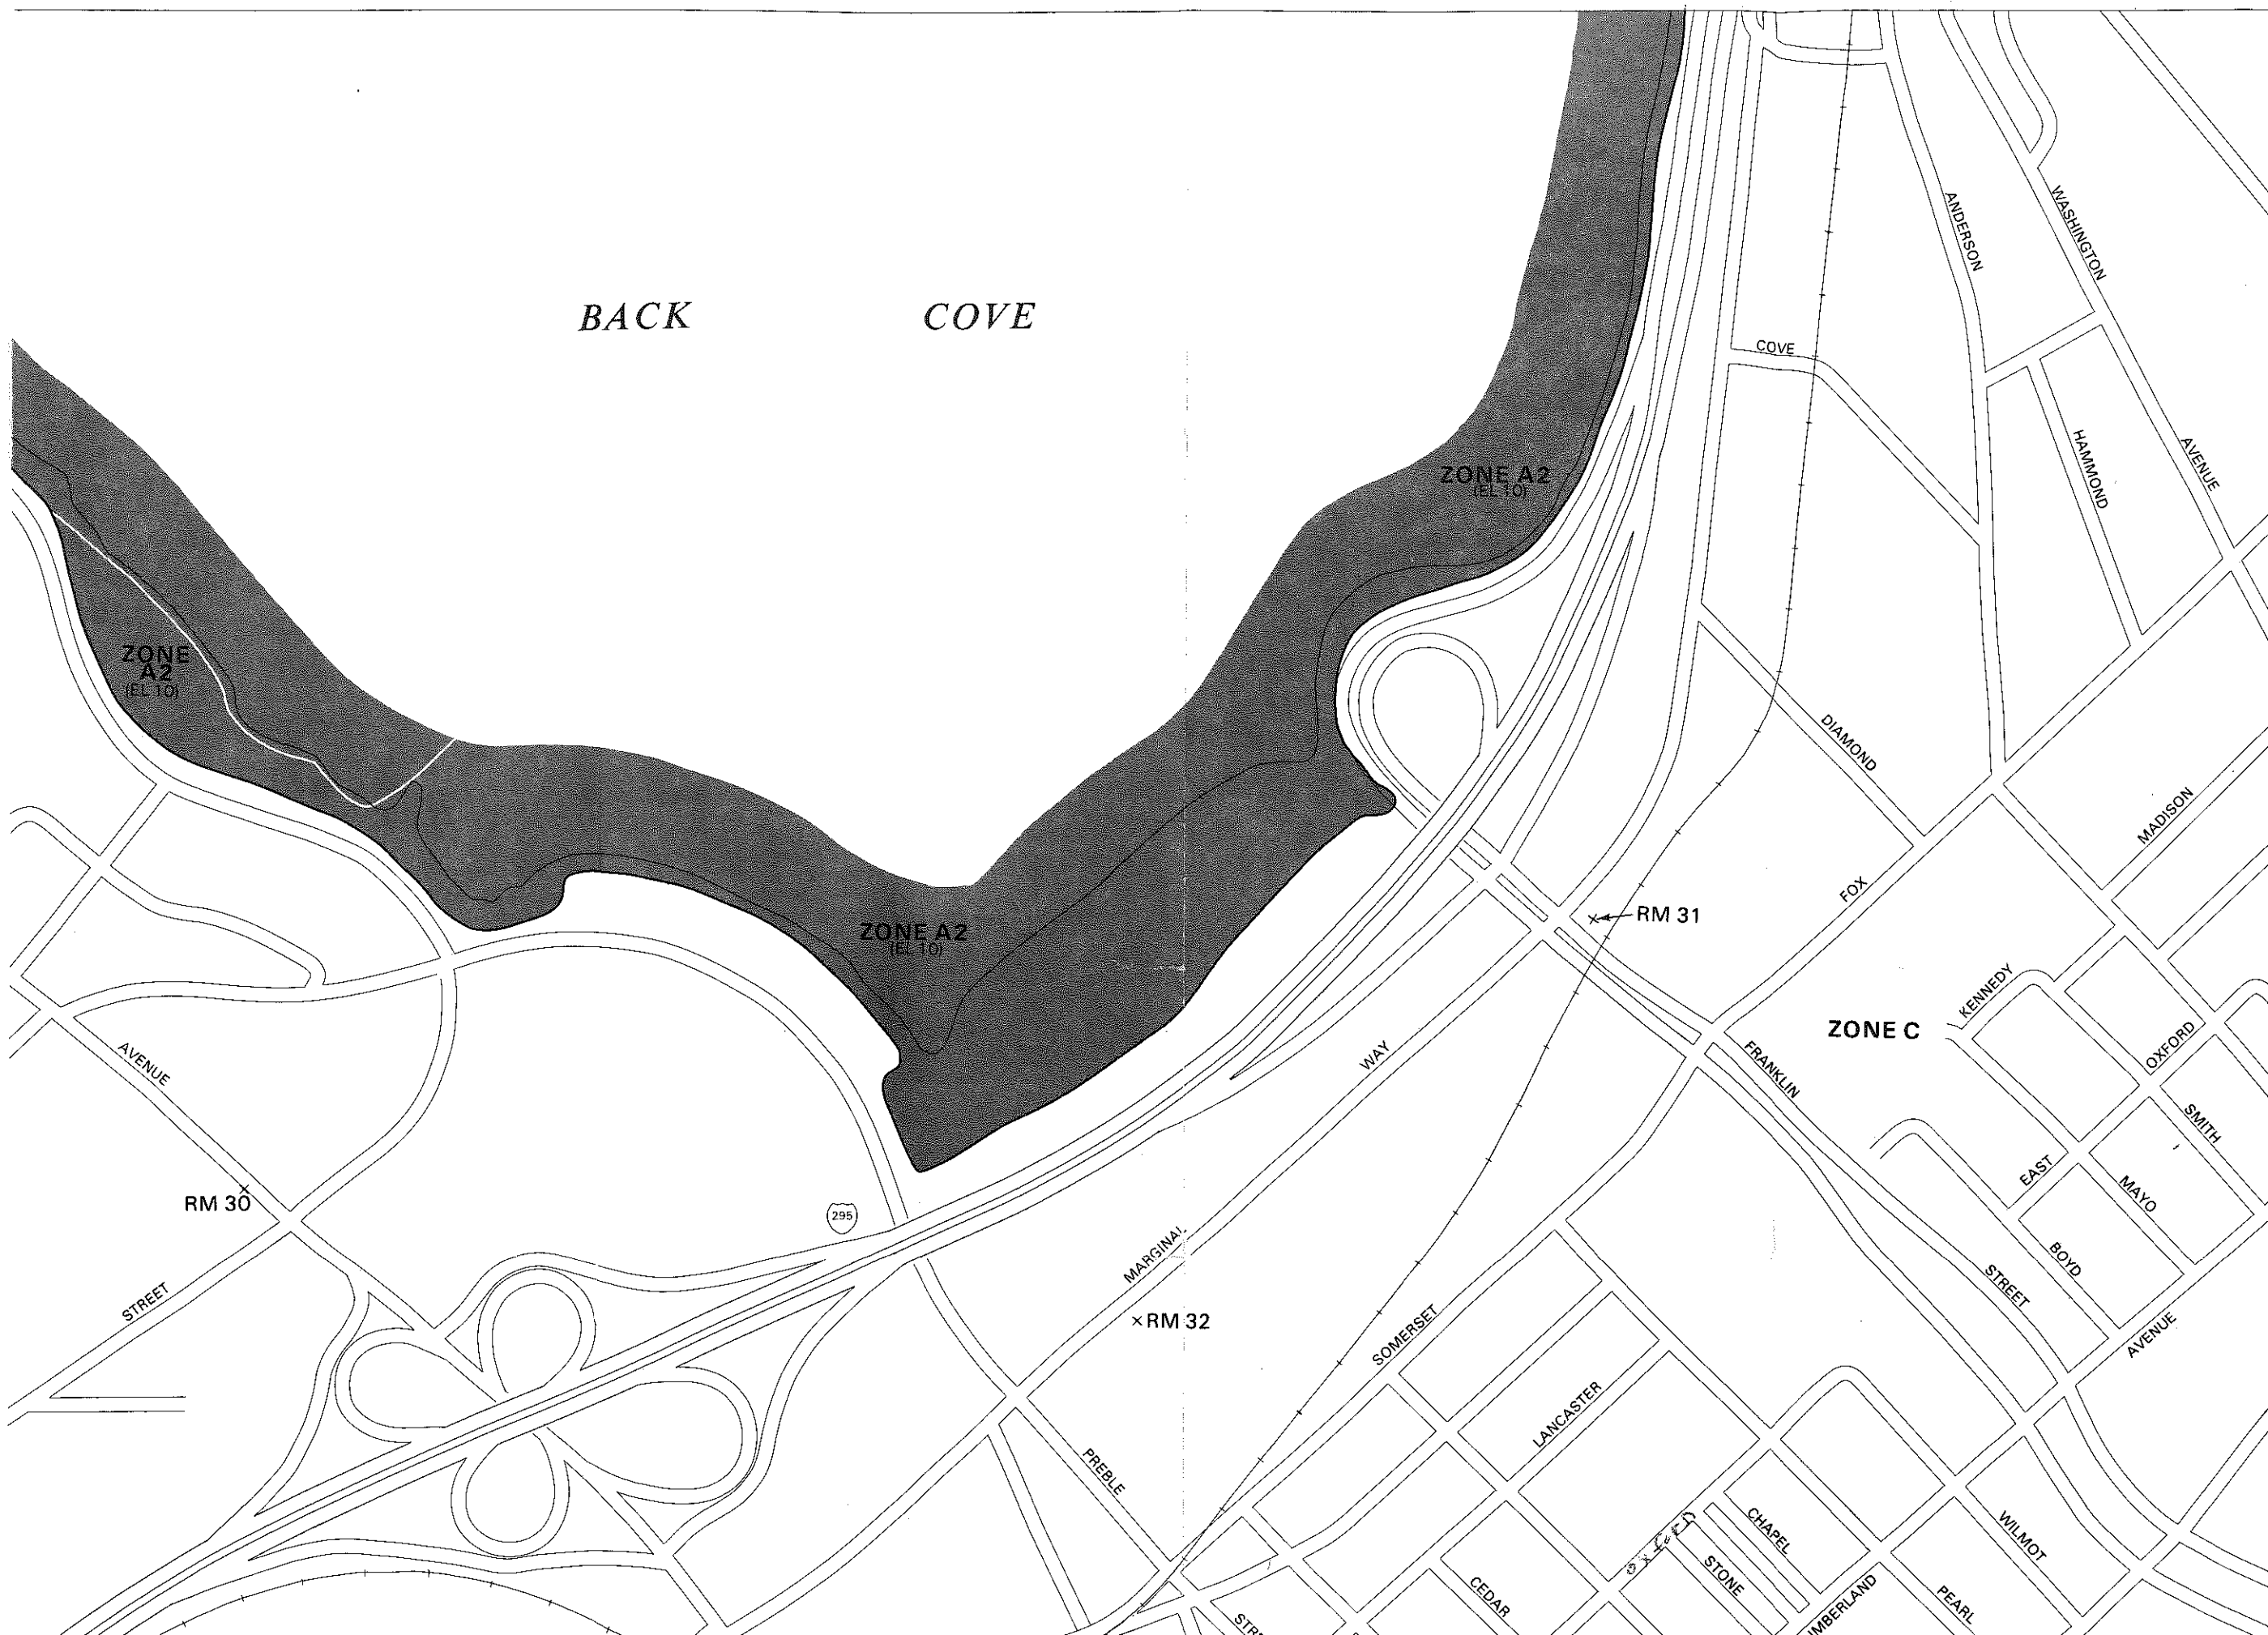 BACK COVE
ANDERSON
WASHINGTON
AVENUE
COVE
HAMMOND
ZONE A2
(EL 10)
ZONE
A2
(EL 10)
DIAMOND
MADISON
FOX
ZONE A2
(EL 10)
RM 31
KENNEDY
ZONE C
OXFORD
FRANKLIN
WAY
AVENUE
SMITH
EAST
MAYO
RM 30
295
MARGINAL
BOYD
STREET
STREET
AVENUE
RM 32
SOMERSET
LANCASTER
PREBLE
CHAPEL
WILMOT
STONE
CEDAR
PEARL
UMBERLAND